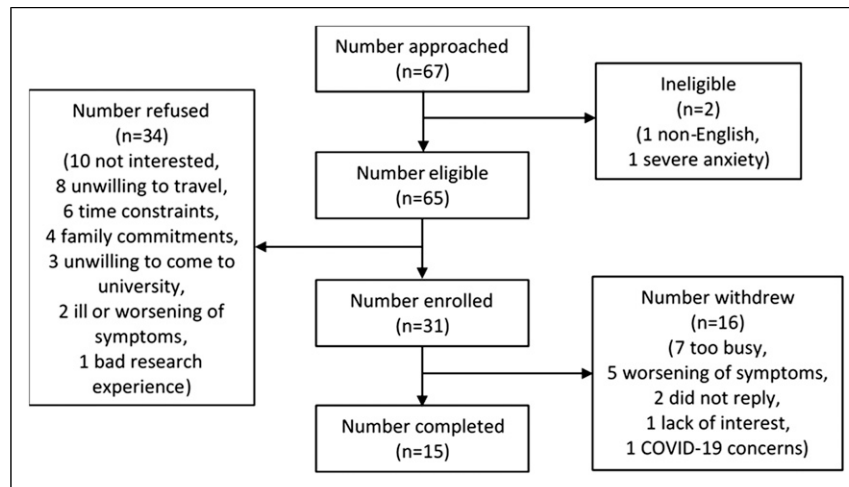 Number approached
(n=67)
Ineligible
(n=2)
(1 non-English,
1 severe anxiety)
Number refused
(n=34)
(10 not interested,
8 unwilling to travel,
6 time constraints,
4 family commitments,
3 unwilling to come to
university,
2 ill or worsening of
symptoms,
1 bad research
experience)
Number eligible
(n=65)
Number enrolled
(n=31)
Number withdrew
(n=16)
(7 too busy,
5 worsening of symptoms,
2 did not reply,
1 lack of interest,
1 COVID-19 concerns)
Number completed
(n=15)